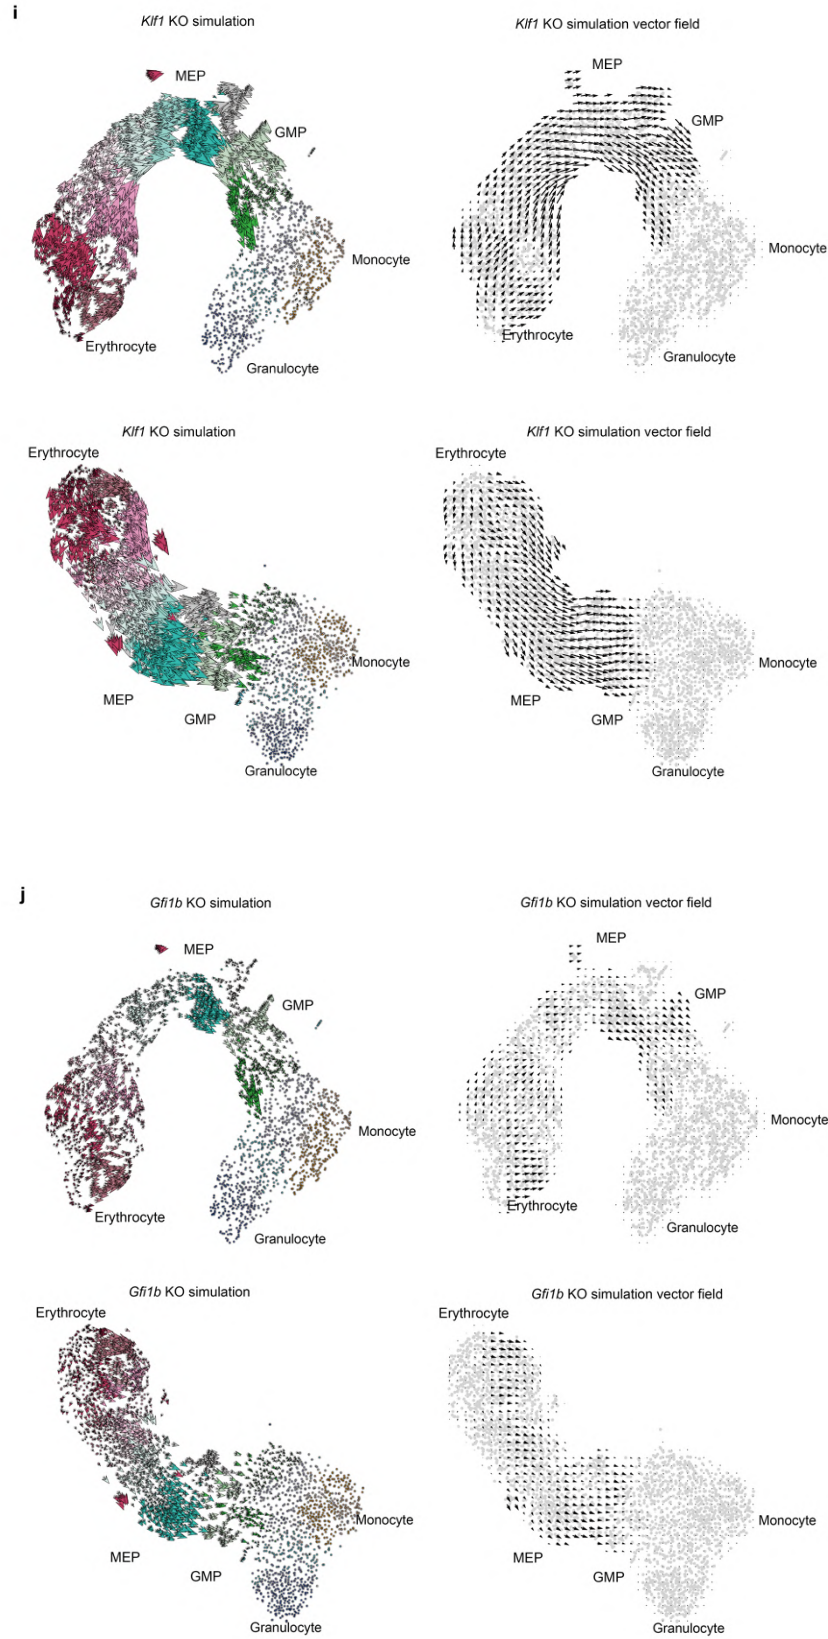 i
Klf1 KO simulation
Klf1 KO simulation vector field
MEP
GMP
Monocyte
Erythrocyte
Granulocyte
MEP
GMP
Monocyte
Erythrocyte
Granulocyte
Klf1 KO simulation
Klf1 KO simulation vector field
Erythrocyte
Monocyte
MEP
GMP
Granulocyte
Erythrocyte
Monocyte
MEP
GMP
Granulocyte
j
Gfi1b KO simulation
Gfi1b KO simulation vector field
MEP
GMP
Monocyte
Erythrocyte
Granulocyte
MEP
GMP
Monocyte
Erythrocyte
Granulocyte
Gfi1b KO simulation
Gfi1b KO simulation vector field
Erythrocyte
Monocyte
MEP
GMP
Granulocyte
Erythrocyte
Monocyte
MEP
GMP
Granulocyte